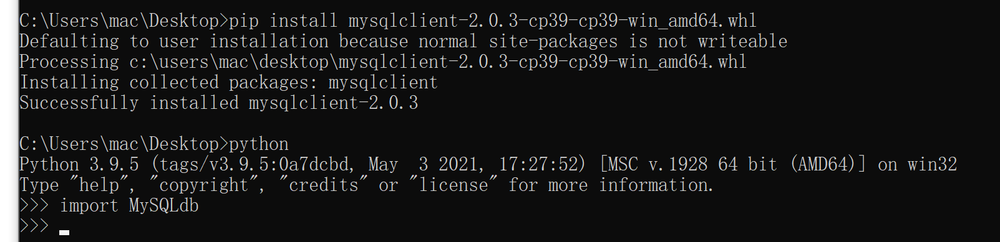 C:\Users\mac\Desktop>pip install mysqlclient-2.0.3-cp39-cp39-win_amd64.whl
Defaulting to user installation because normal site-packages is not writeable
Processing c:\users\mac\desktop\mysqlclient-2.0.3-cp39-cp39-win_amd64.whl
Installing collected packages: mysqlclient
Successfully installed mysqlclient-2.0.3
C:\Users\mac\Desktop>python
Python 3.9.5 (tags/v3.9.5:0a7dcbd, May  3 2021, 17:27:52) [MSC v.1928 64 bit (AMD64)] on win32
Type "help", "copyright", "credits" or "license" for more information.
>>> import MySQLdb
>>>